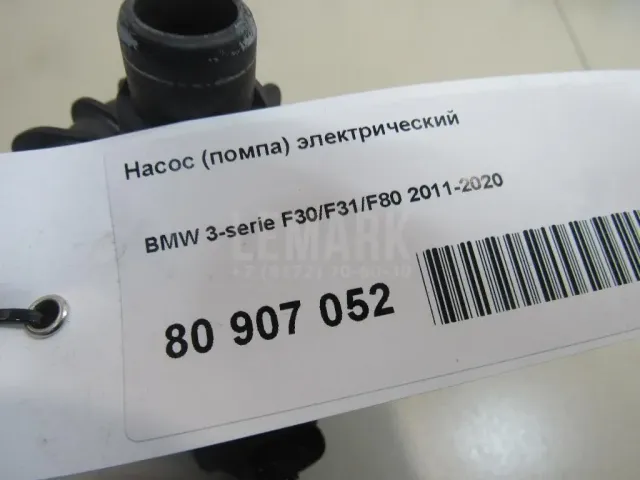 Насос (помпа) электрический
BMW 3-serie F30/F31/F80 2011-2020
LEMARK
80 907 052